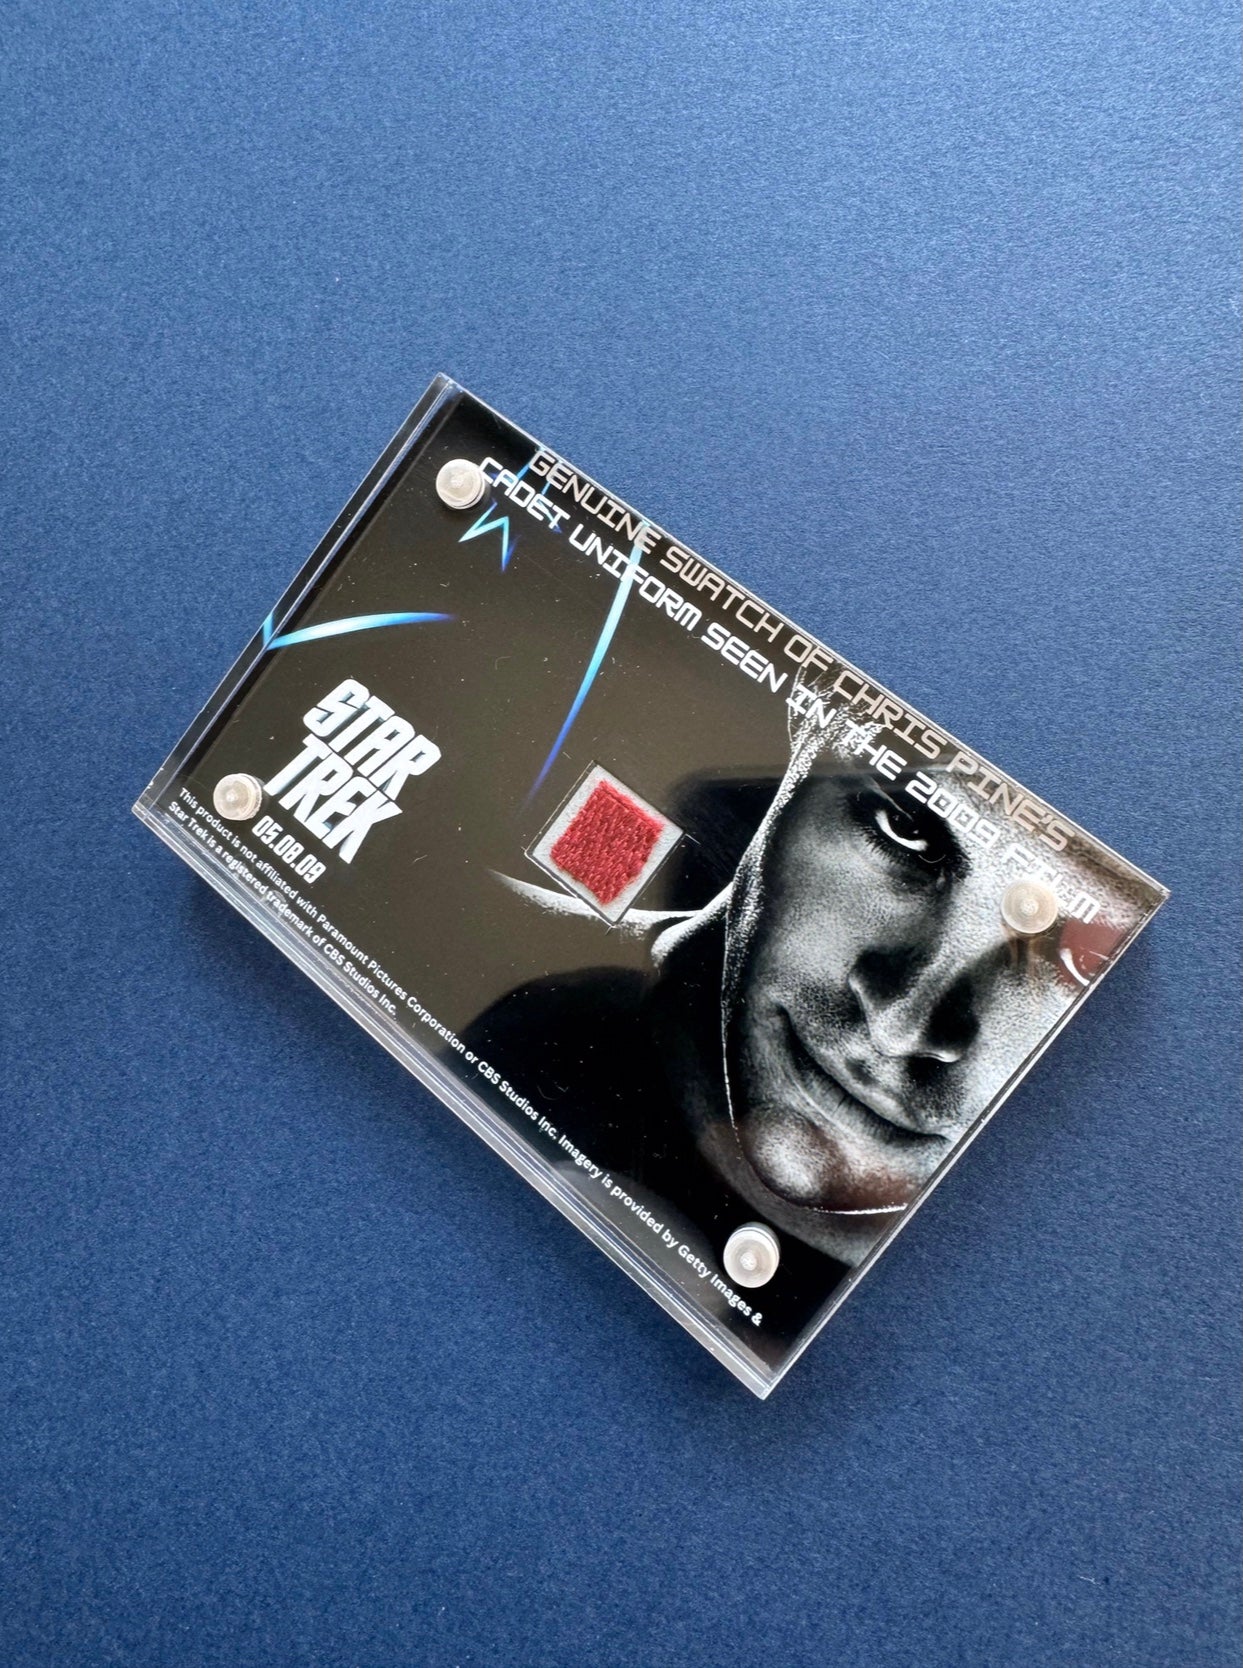 GENUINE SWATCH OF CHRIS PINE'S
CADET UNIFORM SEEN IN THE 2009 FILM
STAR
TREK
05.08.09
This product is not affiliated with Paramount Pictures Corporation or CBS Studios Inc. Imagery is provided by Getty Images &
Star Trek is a registered trademark of CBS Studios Inc.